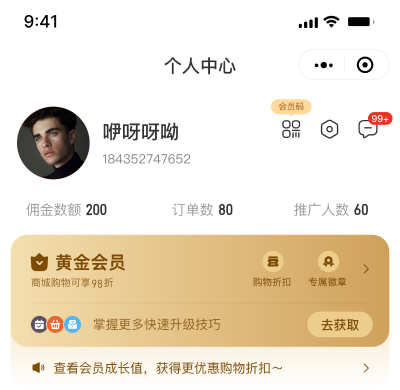 9:41
个人中心
会员码
99+
咿呀呀呦
184352747652
佣金数额 200 订单数 80 推广人数 60
黄金会员
商城购物可享98折
购物折扣 专属徽章
掌握更多快速升级技巧 去获取
查看会员成长值，获得更优惠购物折扣～